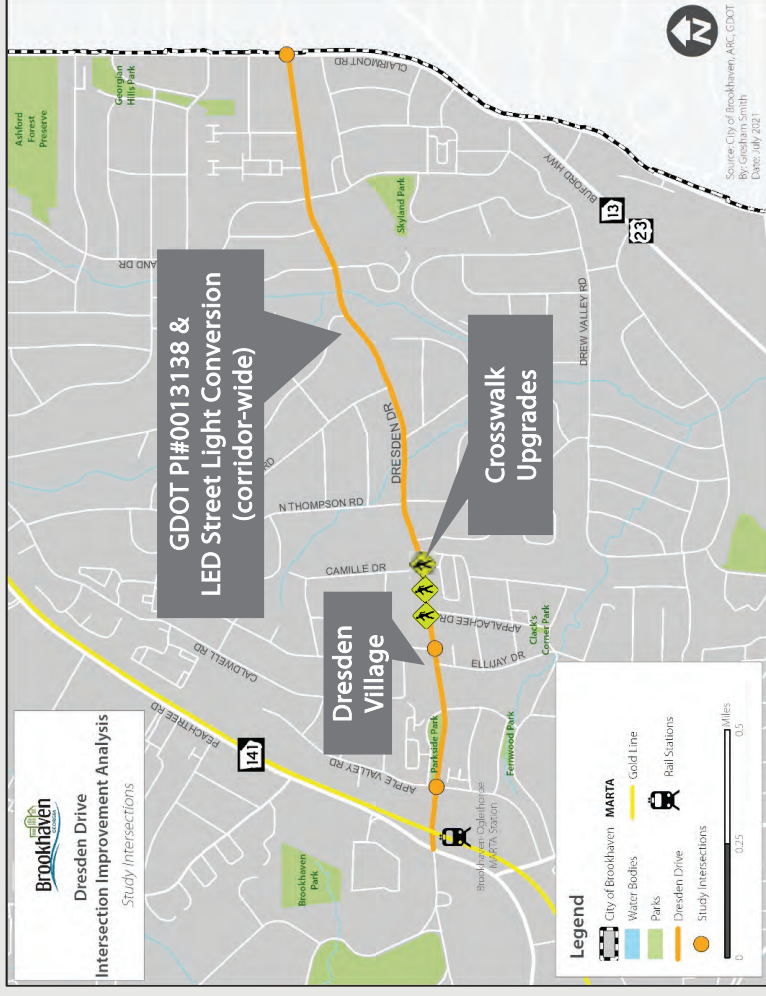 Brookhaven
GEORGIA
Dresden Drive
Intersection Improvement Analysis
Study Intersections
GDOT PI#0013138 &
LED Street Light Conversion
(corridor-wide)
Dresden
Village
Crosswalk
Upgrades
Ashford
Forest
Preserve
Georgian
Hills Park
CLAIRMONT RD
Skyland Park
BUFORD HWY
13
23
AND DR
RD
DREW VALLEY RD
DRESDEN DR
N THOMPSON RD
CAMILLE DR
APPALACHEE DR
Clack's
Corner Park
ELLIJAY DR
CALDWELL RD
PEACHTREE RD
141
APPLE VALLEY RD
Parkside Park
Fernwood Park
Brookhaven
Park
Brookhaven-Oglethorpe
MARTA Station
Legend
City of Brookhaven
Water Bodies
Parks
Dresden Drive
Study Intersections
MARTA
Gold Line
Rail Stations
0 0.25 0.5
Miles
N
Source: City of Brookhaven, ARC, GDOT
By: Gresham Smith
Date: July 2021